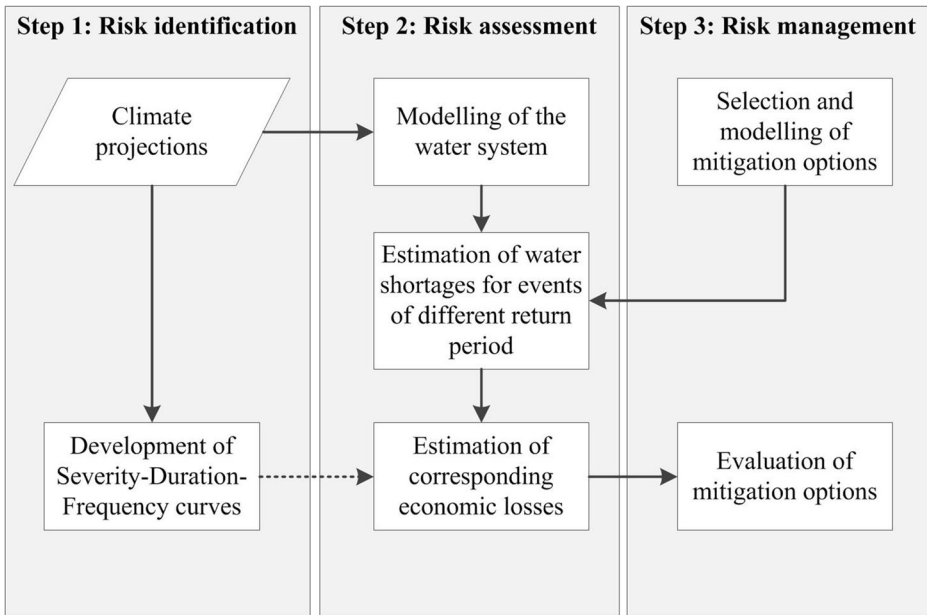 Step 1: Risk identification
Climate
projections
Development of
Severity-Duration-
Frequency curves
Step 2: Risk assessment
Modelling of the
water system
Estimation of water
shortages for events
of different return
period
Estimation of
corresponding
economic losses
Step 3: Risk management
Selection and
modelling of
mitigation options
Evaluation of
mitigation options